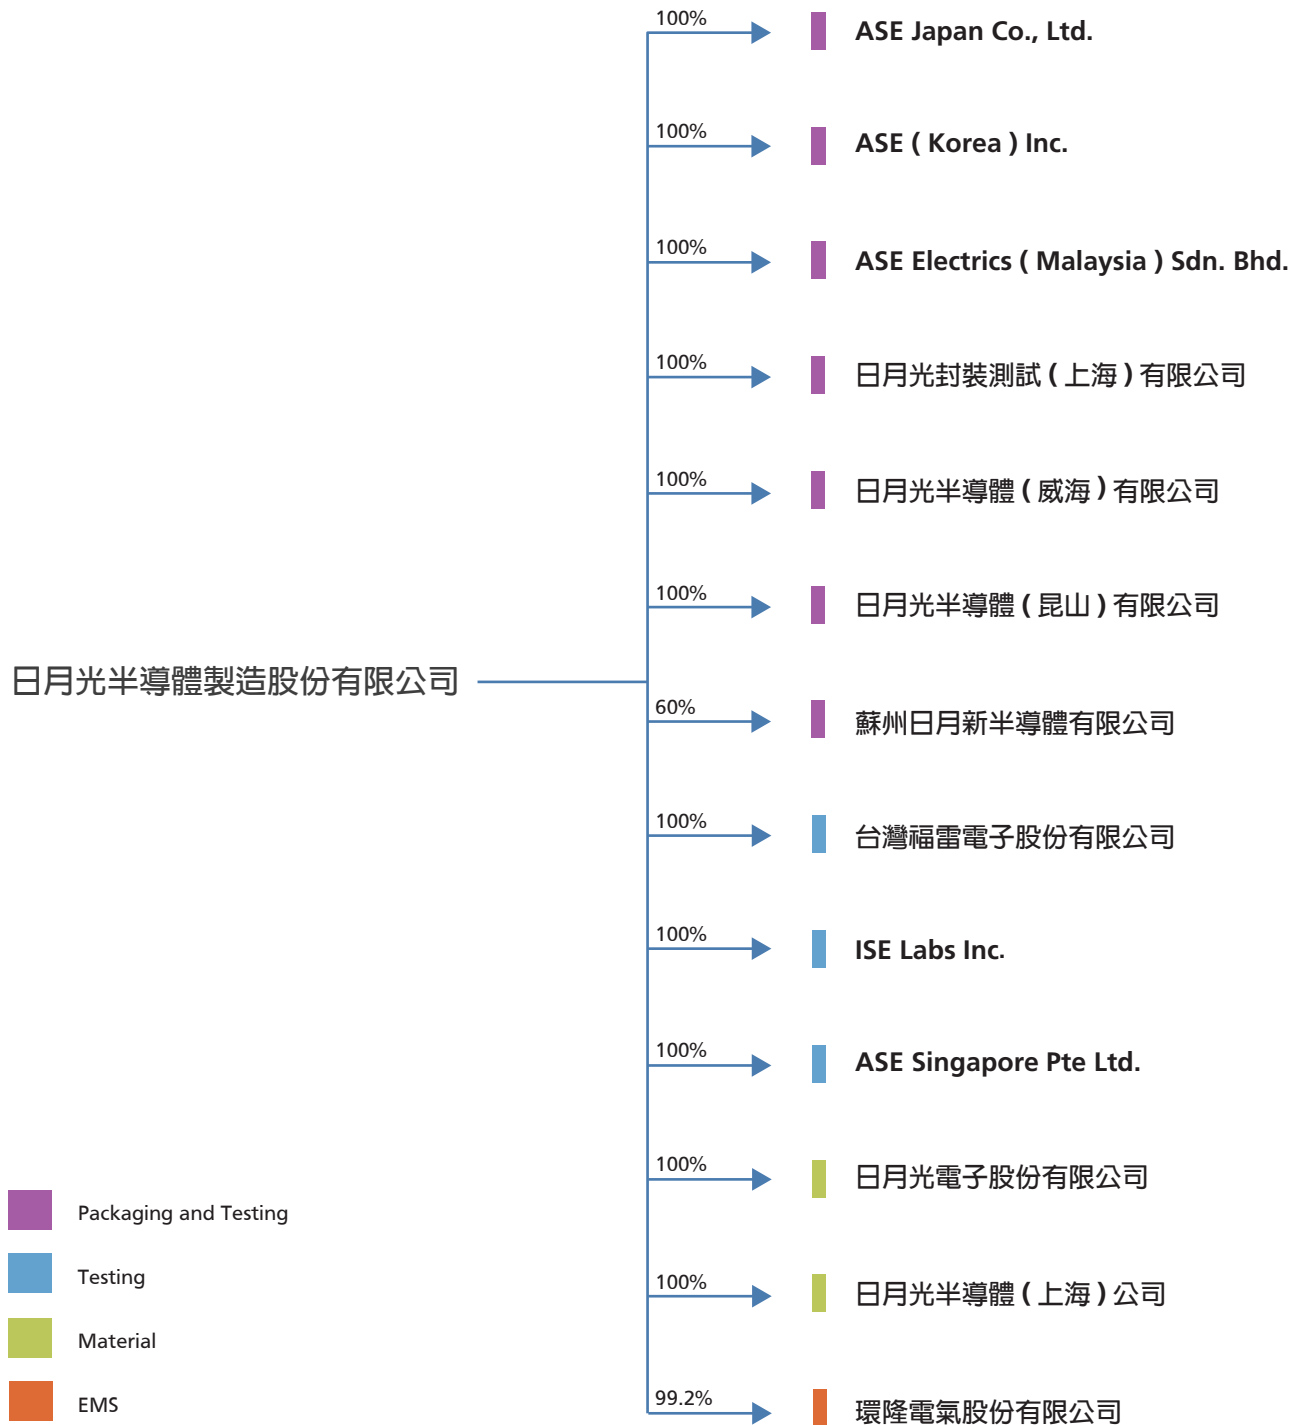 100%
ASE Japan Co., Ltd.
100%
ASE ( Korea ) Inc.
100%
ASE Electrics ( Malaysia ) Sdn. Bhd.
100%
日月光封裝測試 ( 上海 ) 有限公司
100%
日月光半導體 ( 威海 ) 有限公司
100%
日月光半導體 ( 昆山 ) 有限公司
日月光半導體製造股份有限公司
60%
蘇州日月新半導體有限公司
100%
台灣福雷電子股份有限公司
100%
ISE Labs Inc.
100%
ASE Singapore Pte Ltd.
100%
日月光電子股份有限公司
100%
日月光半導體 ( 上海 ) 公司
99.2%
環隆電氣股份有限公司
Packaging and Testing
Testing
Material
EMS